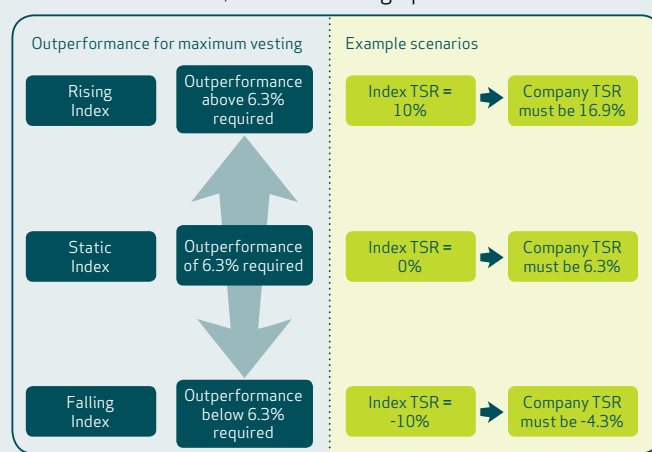 Outperformance for maximum vesting
Example scenarios
Rising
Index
Outperformance
above 6.3%
required
Index TSR =
10%
Company TSR
must be 16.9%
Static
Index
Outperformance
of 6.3% required
Index TSR =
0%
Company TSR
must be 6.3%
Falling
Index
Outperformance
below 6.3%
required
Index TSR =
-10%
Company TSR
must be -4.3%